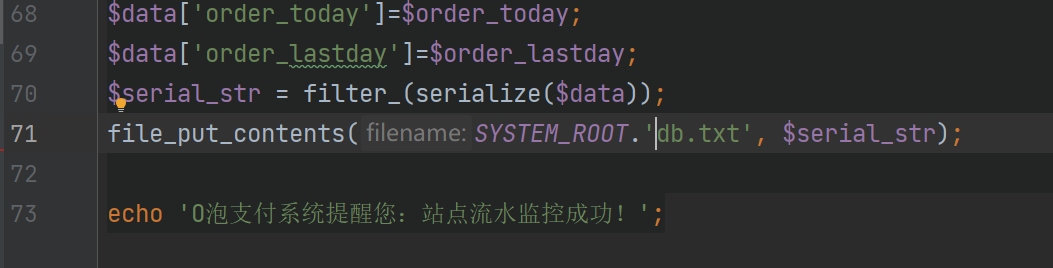 68 $data['order_today']=$order_today;
69 $data['order_lastday']=$order_lastday;
70 $serial_str = filter_(serialize($data));
71 file_put_contents( filename: SYSTEM_ROOT.'db.txt', $serial_str);
72
73 echo '0泡支付系统提醒您：站点流水监控成功！';